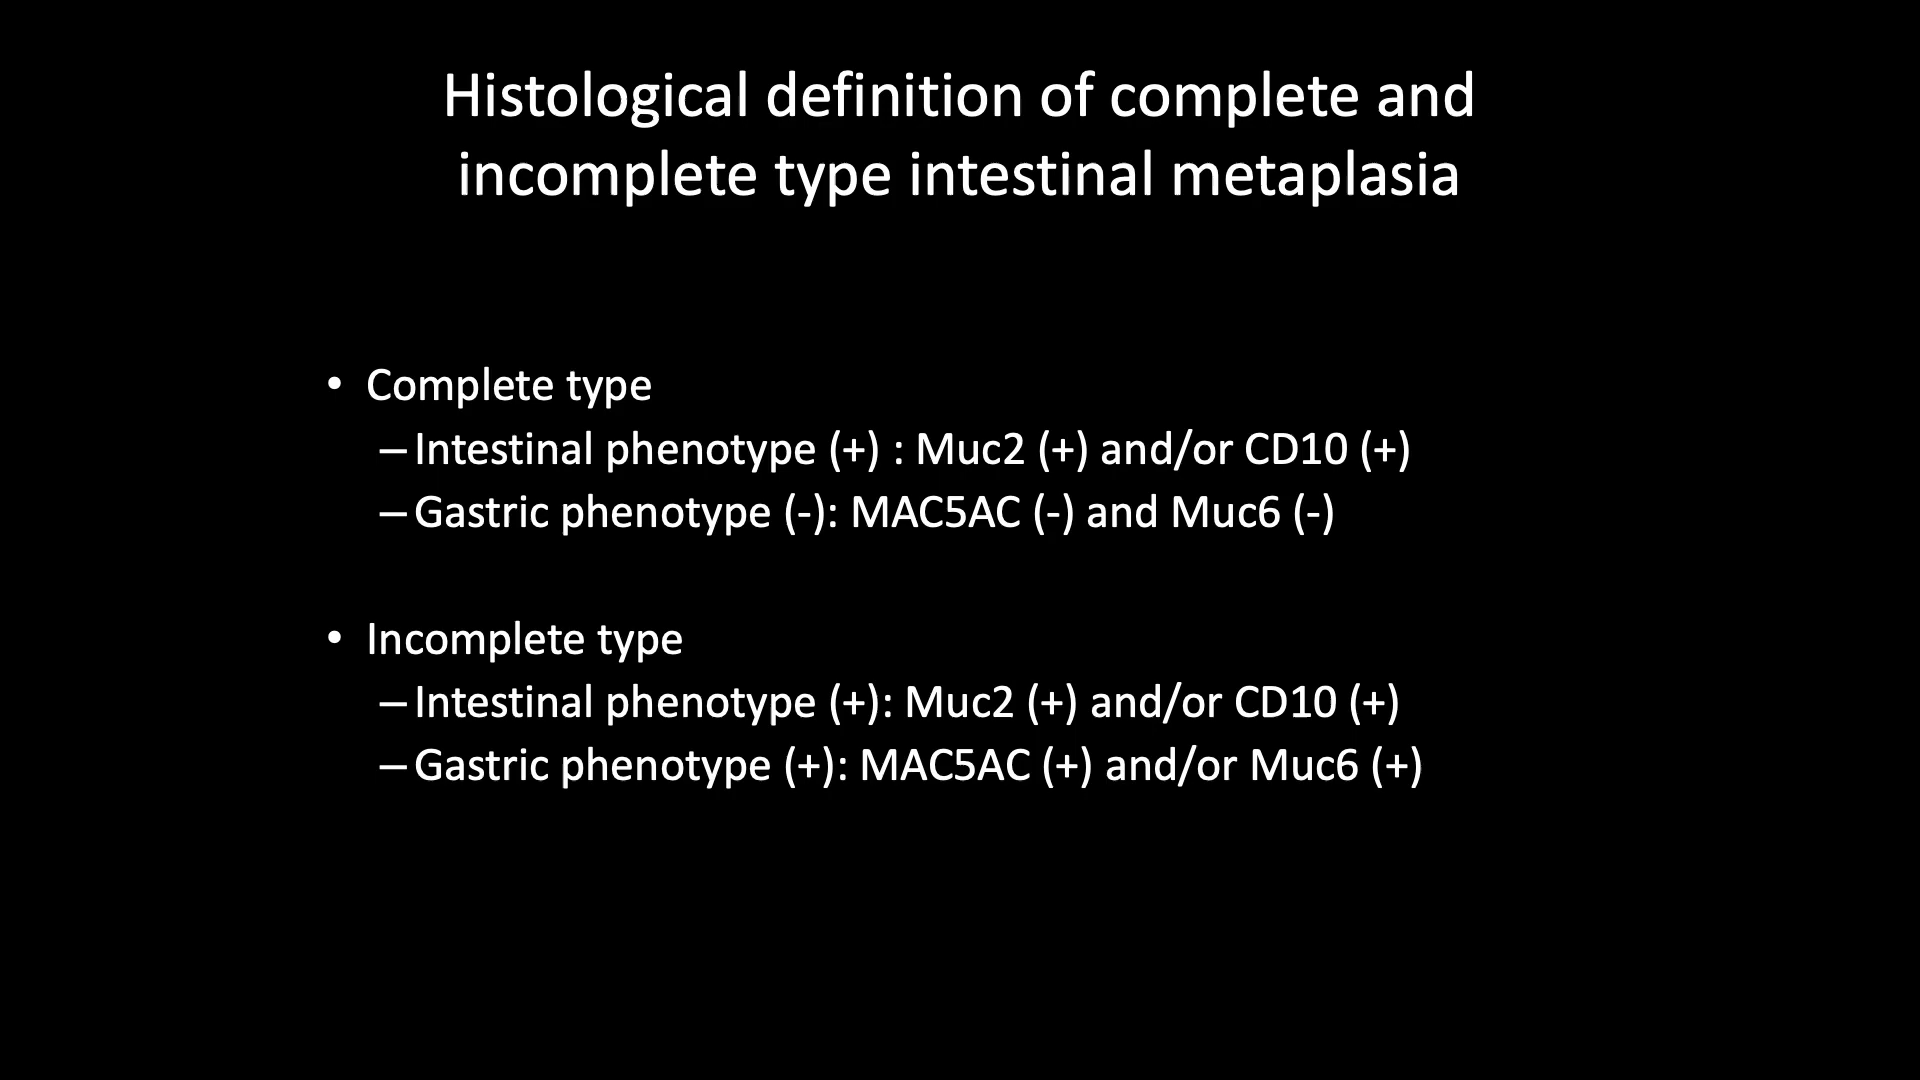 Histological definition of complete and
incomplete type intestinal metaplasia
• Complete type
–Intestinal phenotype (+) : Muc2 (+) and/or CD10 (+)
–Gastric phenotype (-): MAC5AC (-) and Muc6 (-)
• Incomplete type
–Intestinal phenotype (+): Muc2 (+) and/or CD10 (+)
–Gastric phenotype (+): MAC5AC (+) and/or Muc6 (+)